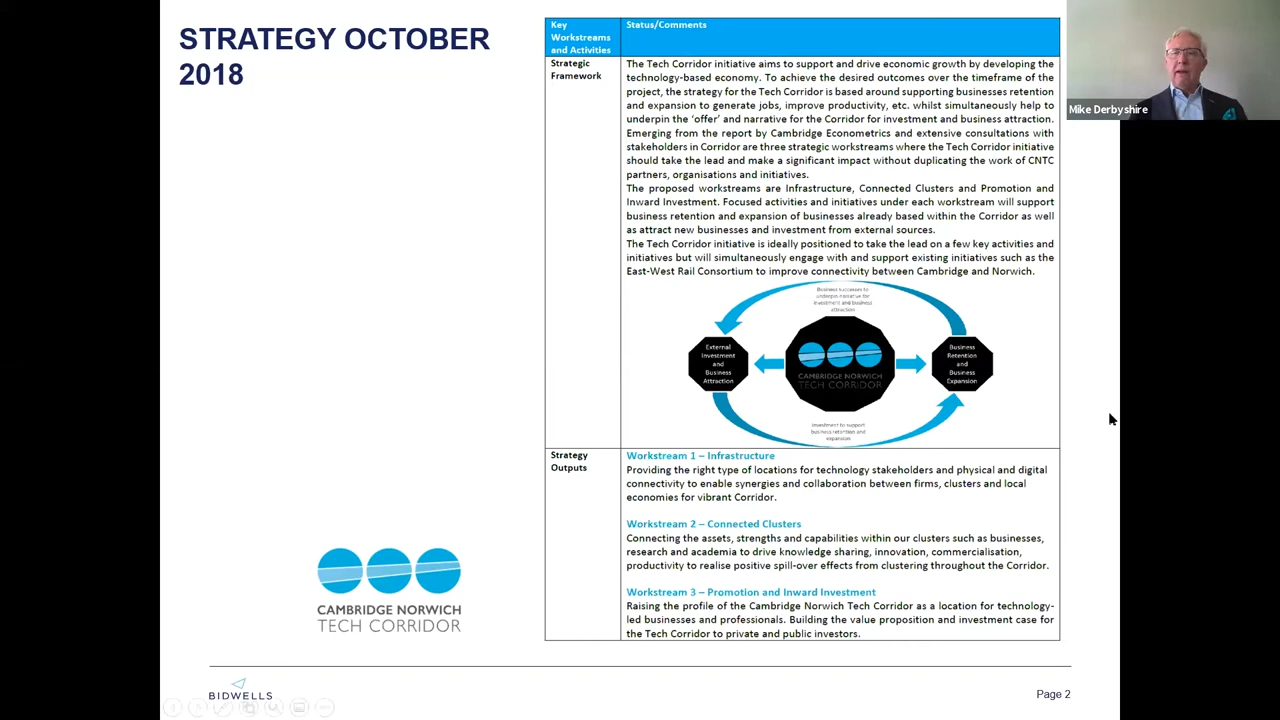 STRATEGY OCTOBER
2018
Key
Workstreams
and Activities
Status/Comments
Strategic
Framework
The Tech Corridor initiative aims to support and drive economic growth by developing the
technology-based economy. To achieve the desired outcomes over the timeframe of the
project, the strategy for the Tech Corridor is based around supporting businesses retention
and expansion to generate jobs, improve productivity, etc. whilst simultaneously help to
underpin the ‘offer’ and narrative for the Corridor for investment and business attraction.
Emerging from the report by Cambridge Econometrics and extensive consultations with
stakeholders in Corridor are three strategic workstreams where the Tech Corridor initiative
should take the lead and make a significant impact without duplicating the work of CNTC
partners, organisations and initiatives.
The proposed workstreams are Infrastructure, Connected Clusters and Promotion and
Inward Investment. Focused activities and initiatives under each workstream will support
business retention and expansion of businesses already based within the Corridor as well
as attract new businesses and investment from external sources.
The Tech Corridor initiative is ideally positioned to take the lead on a few key activities and
initiatives but will simultaneously engage with and support existing initiatives such as the
East-West Rail Consortium to improve connectivity between Cambridge and Norwich.
Business successes to
underpin narrative for
investment and business
attraction
External
Investment
and
Business
Attraction
CAMBRIDGE NORWICH
TECH CORRIDOR
Business
Retention
and
Business
Expansion
Investment to support
business retention and
expansion
Strategy
Outputs
Workstream 1 – Infrastructure
Providing the right type of locations for technology stakeholders and physical and digital
connectivity to enable synergies and collaboration between firms, clusters and local
economies for vibrant Corridor.
Workstream 2 – Connected Clusters
Connecting the assets, strengths and capabilities within our clusters such as businesses,
research and academia to drive knowledge sharing, innovation, commercialisation,
productivity to realise positive spill-over effects from clustering throughout the Corridor.
Workstream 3 – Promotion and Inward Investment
Raising the profile of the Cambridge Norwich Tech Corridor as a location for technology-
led businesses and professionals. Building the value proposition and investment case for
the Tech Corridor to private and public investors.
CAMBRIDGE NORWICH
TECH CORRIDOR
BIDWELLS
Page 2
Mike Derbyshire